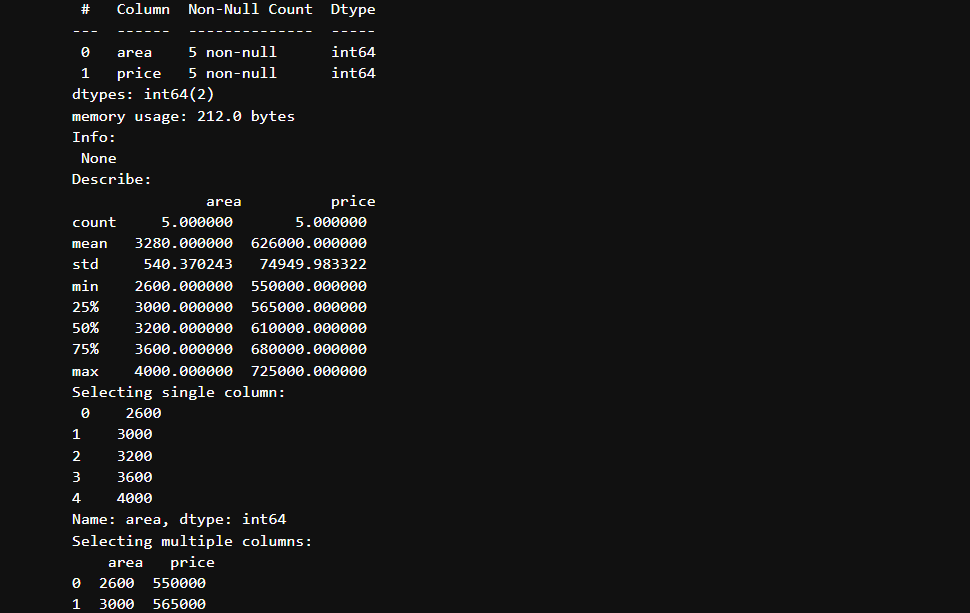 #   Column  Non-Null Count  Dtype
---  ------  --------------  -----
 0   area    5 non-null      int64
 1   price   5 non-null      int64
dtypes: int64(2)
memory usage: 212.0 bytes
Info:
 None
Describe:
               area          price
count     5.000000       5.000000
mean   3280.000000  626000.000000
std     540.370243   74949.983322
min    2600.000000  550000.000000
25%    3000.000000  565000.000000
50%    3200.000000  610000.000000
75%    3600.000000  680000.000000
max    4000.000000  725000.000000
Selecting single column:
 0    2600
1    3000
2    3200
3    3600
4    4000
Name: area, dtype: int64
Selecting multiple columns:
    area   price
0  2600  550000
1  3000  565000